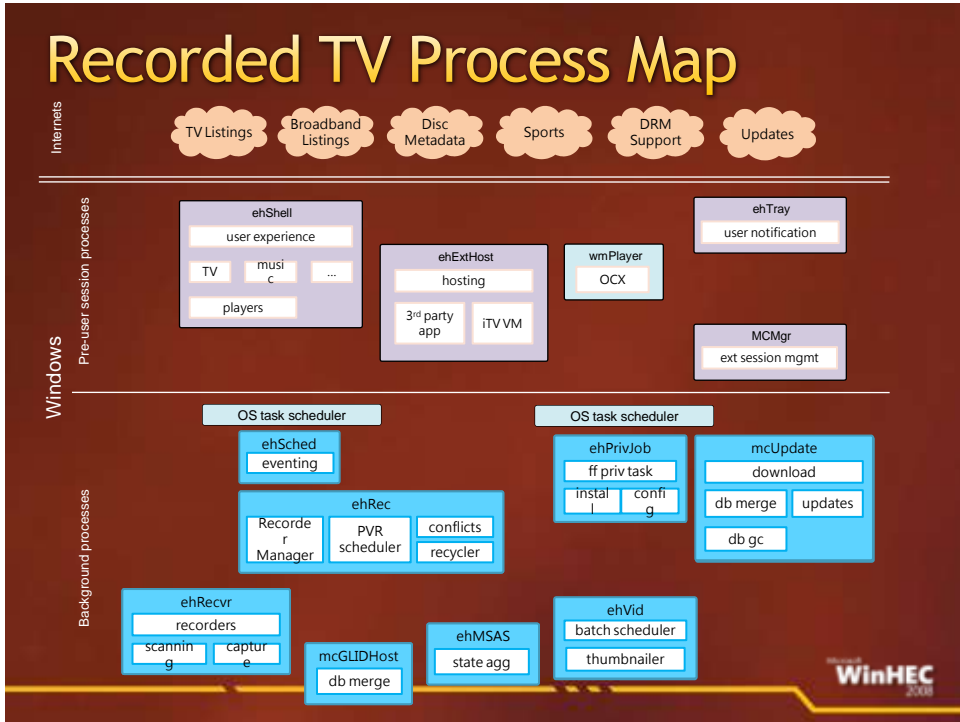 Recorded TV Process Map
Internets
TV Listings
Broadband
Listings
Disc
Metadata
Sports
DRM
Support
Updates
Windows
Pre-user session processes
ehShell
user experience
TV
musi
c
...
players
ehExtHost
hosting
3rd party
app
iTV VM
wmPlayer
OCX
ehTray
user notification
MCMgr
ext session mgmt
Background processes
OS task scheduler
OS task scheduler
ehSched
eventing
ehRec
Recorde
r
Manager
PVR
scheduler
conflicts
recycler
ehPrivJob
ff priv task
instal
l
confi
g
mcUpdate
download
db merge
updates
db gc
ehRecvr
recorders
scannin
g
captur
e
mcGLIDHost
db merge
ehMSAS
state agg
ehVid
batch scheduler
thumbnailer
Microsoft
WinHEC
2008